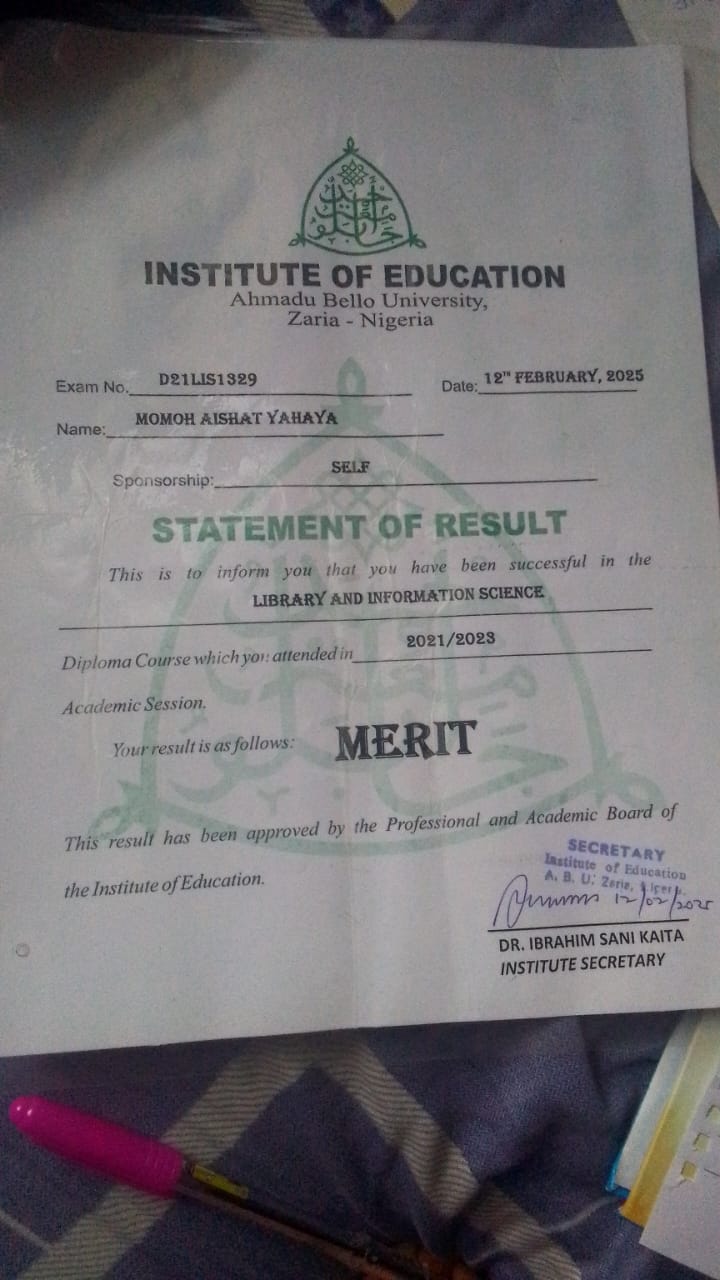 INSTITUTE OF EDUCATION
Ahmadu Bello University,
Zaria - Nigeria
Exam No. D21LIS1329 Date: 12TH FEBRUARY, 2025
Name: MOMOH AISHAT YAHAYA
Sponsorship: SELF
STATEMENT OF RESULT
This is to inform you that you have been successful in the
LIBRARY AND INFORMATION SCIENCE
Diploma Course which you attended in 2021/2023
Academic Session.
Your result is as follows: MERIT
This result has been approved by the Professional and Academic Board of
the Institute of Education.
SECRETARY
Institute of Education
A. B. U. Zaria,
12/02/2025
DR. IBRAHIM SANI KAITA
INSTITUTE SECRETARY